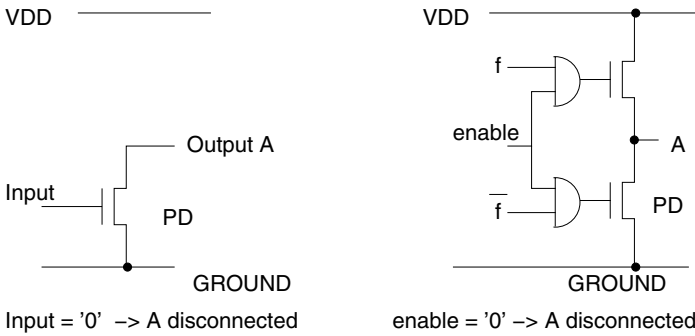 VDD
Output A
Input
PD
GROUND
Input = '0' –> A disconnected
VDD
f
enable
A
f̅
PD
GROUND
enable = '0' –> A disconnected